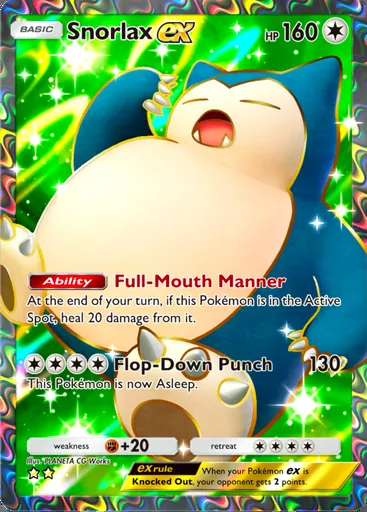 BASIC Snorlax ex HP 160
Ability Full-Mouth Manner
At the end of your turn, if this Pokémon is in the Active
Spot, heal 20 damage from it.
Flop-Down Punch 130
This Pokémon is now Asleep.
weakness +20 retreat
Illus. PLANETA CG Works
ex rule When your Pokémon ex is
Knocked Out, your opponent gets 2 points.